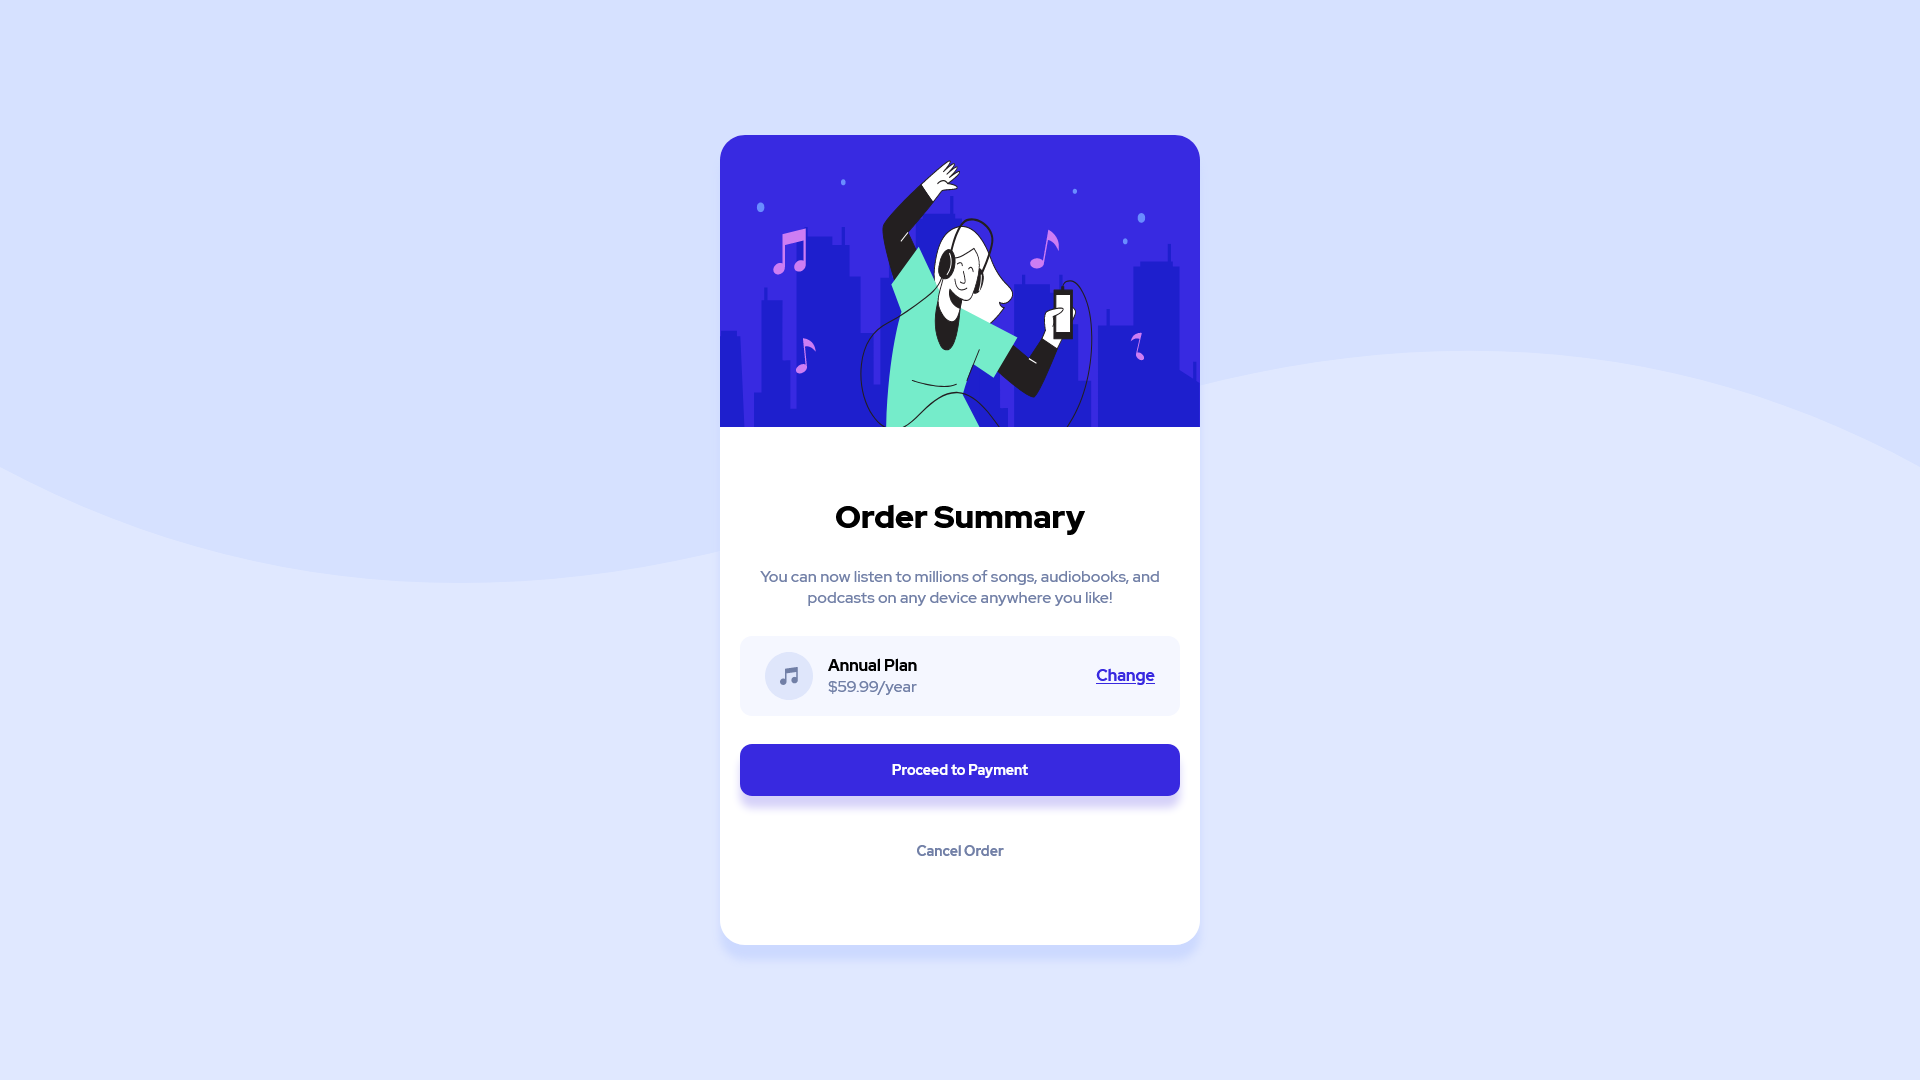 Order Summary
You can now listen to millions of songs, audiobooks, and
podcasts on any device anywhere you like!
Annual Plan
$59.99/year
Change
Proceed to Payment
Cancel Order